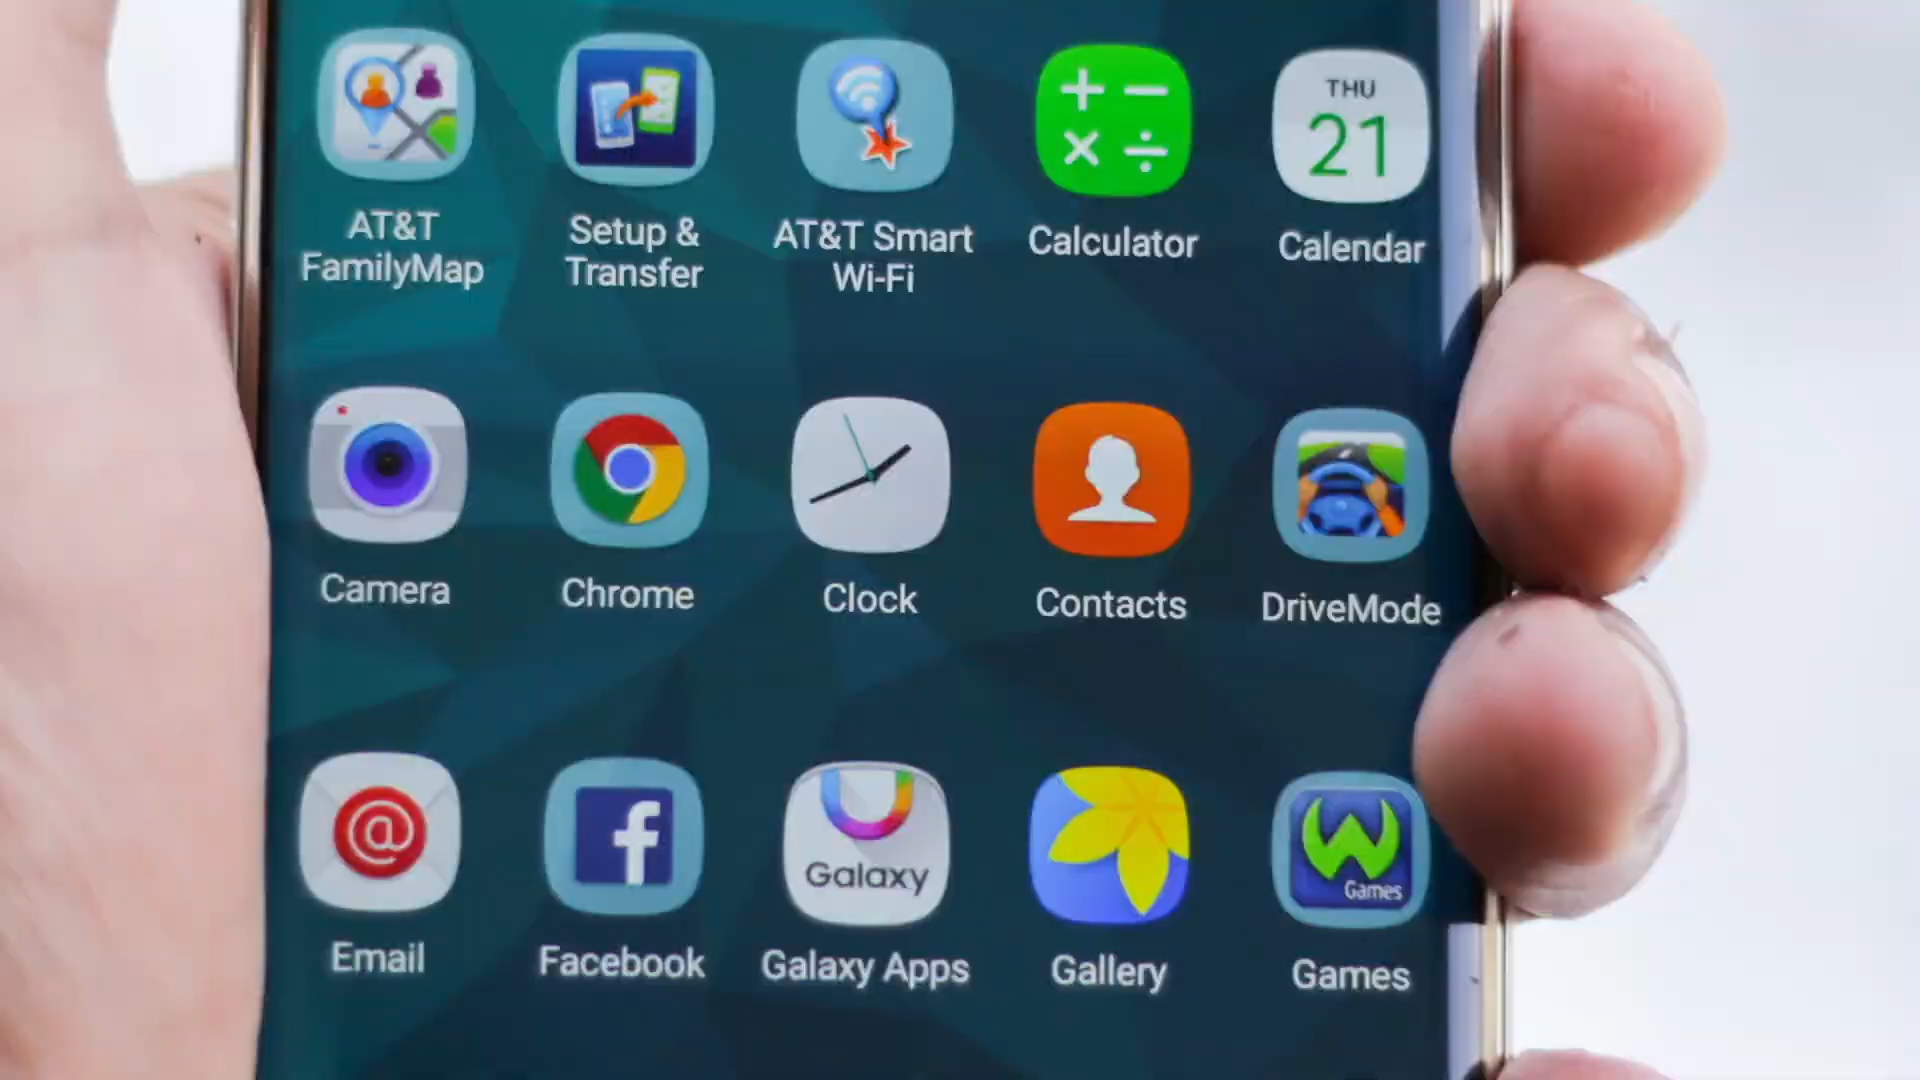 THU
21
AT&T
FamilyMap
Setup &
Transfer
AT&T Smart
Wi-Fi
Calculator
Calendar
Camera
Chrome
Clock
Contacts
DriveMode
@
f
Galaxy
W
Games
Email
Facebook
Galaxy Apps
Gallery
Games